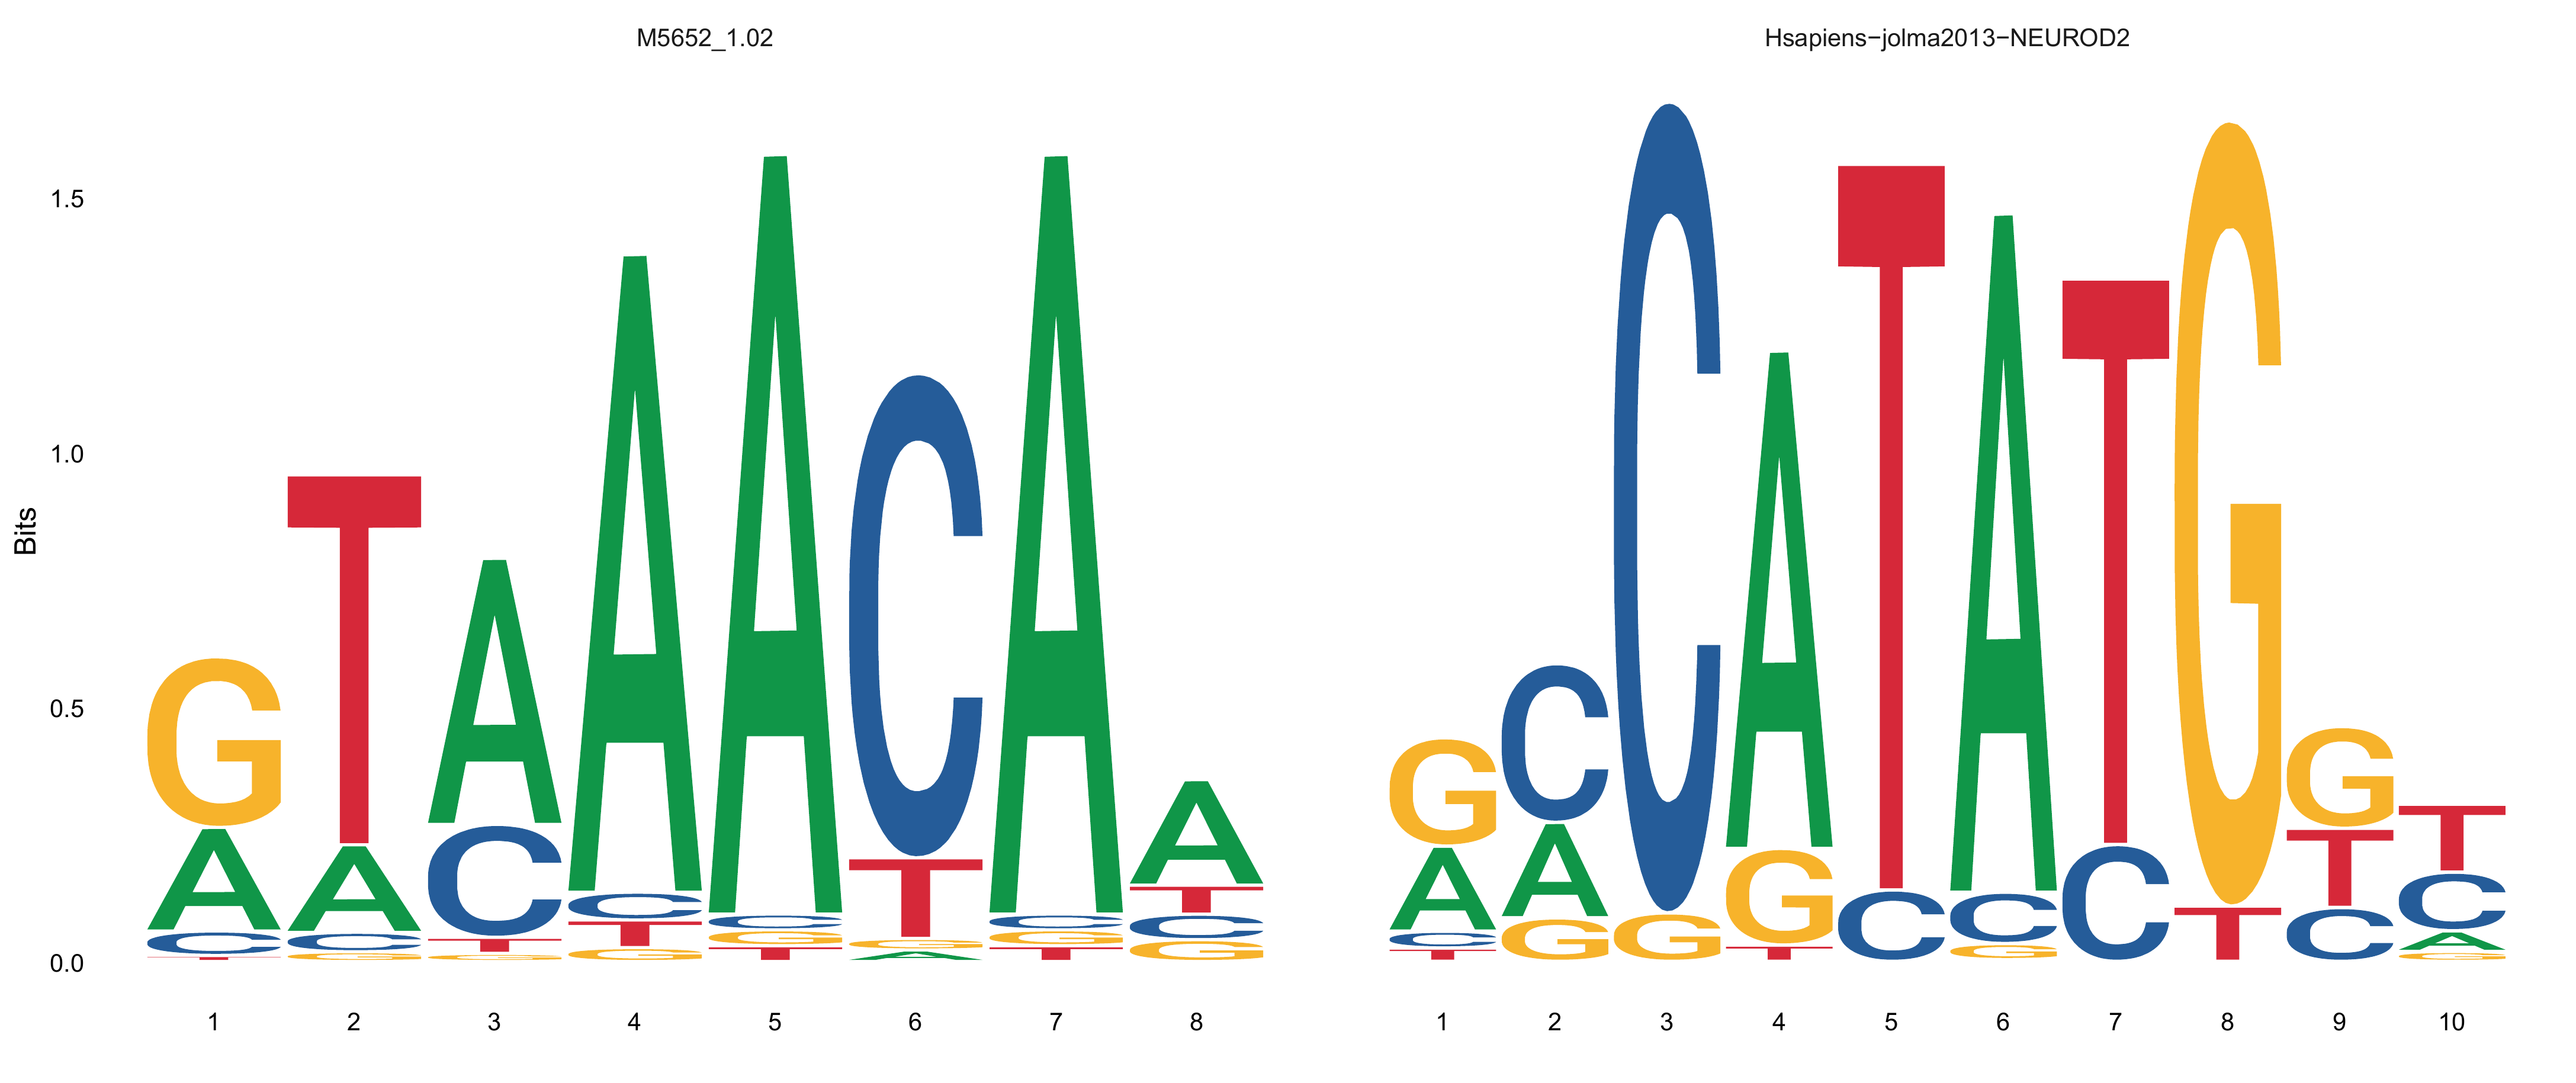 M5652_1.02
Hsapiens−jolma2013−NEUROD2
Bits
1.5
1.0
0.5
0.0
G T A A A C A A
A A C C C T C T
C C T T G G G C
T G G G T A T G
G C C A T A T G G T
A A G G C C C T T C
C G T G C A
T G
1 2 3 4 5 6 7 8
1 2 3 4 5 6 7 8 9 10